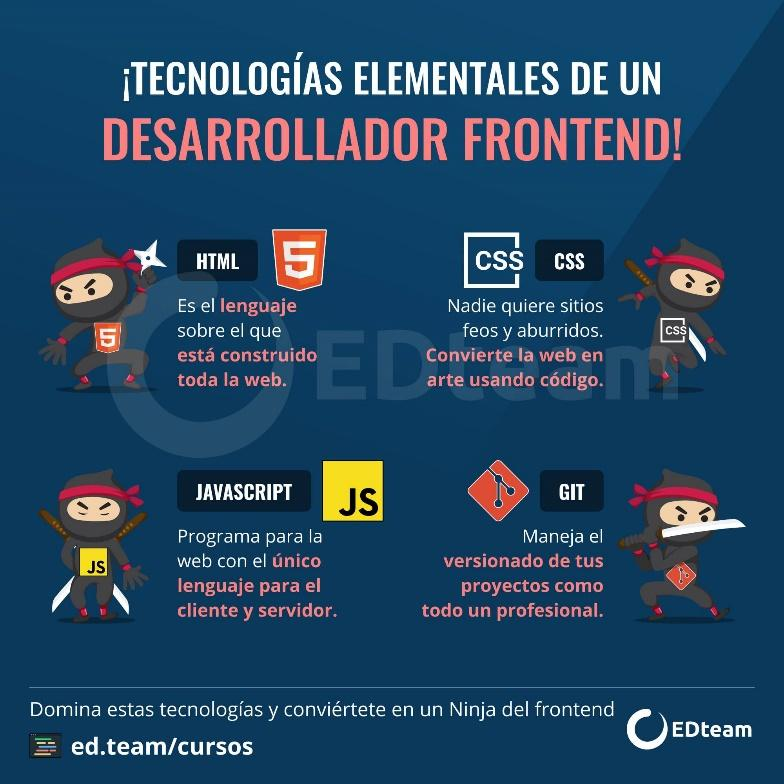 ¡TECNOLOGÍAS ELEMENTALES DE UN
DESARROLLADOR FRONTEND!
HTML
5
Es el lenguaje
sobre el que
está construido
toda la web.
5
CSS
CSS
Nadie quiere sitios
feos y aburridos.
Convierte la web en
arte usando código.
CSS
EDteam
JAVASCRIPT
JS
Programa para la
web con el único
lenguaje para el
cliente y servidor.
JS
GIT
Maneja el
versionado de tus
proyectos como
todo un profesional.
Domina estas tecnologías y conviértete en un Ninja del frontend
ed.team/cursos
EDteam